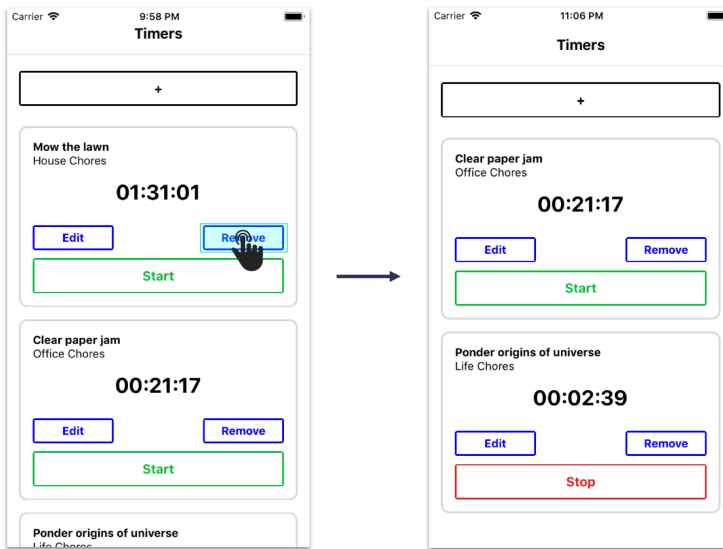 Carrier 9:58 PM
Timers
+
Mow the lawn
House Chores
01:31:01
Edit Remove
Start
Clear paper jam
Office Chores
00:21:17
Edit Remove
Start
Ponder origins of universe
Life Chores
Carrier 11:06 PM
Timers
+
Clear paper jam
Office Chores
00:21:17
Edit Remove
Start
Ponder origins of universe
Life Chores
00:02:39
Edit Remove
Stop